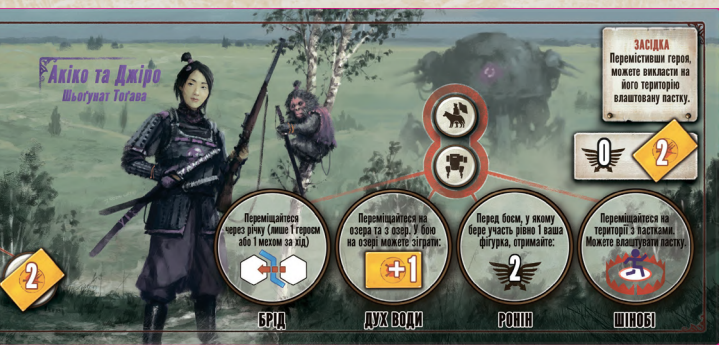 Акіко та Джіро
Шьоґунат Тоґава
ЗАСІДКА
Перемістивши героя,
можете викласти на
його територію
влаштовану пастку.
0
2
Переміщайтеся
через річку (лише 1 героєм
або 1 мехом за хід)
БРІД
Переміщайтеся на
озера та з озер. У бою
на озері можете зіграти:
+1
ДУХ ВОДИ
Перед боєм, у якому
бере участь рівно 1 ваша
фігурка, отримайте:
2
РОНІН
Переміщайтеся на
території з пастками.
Можете влаштувати пастку.
ШІНОБІ
2